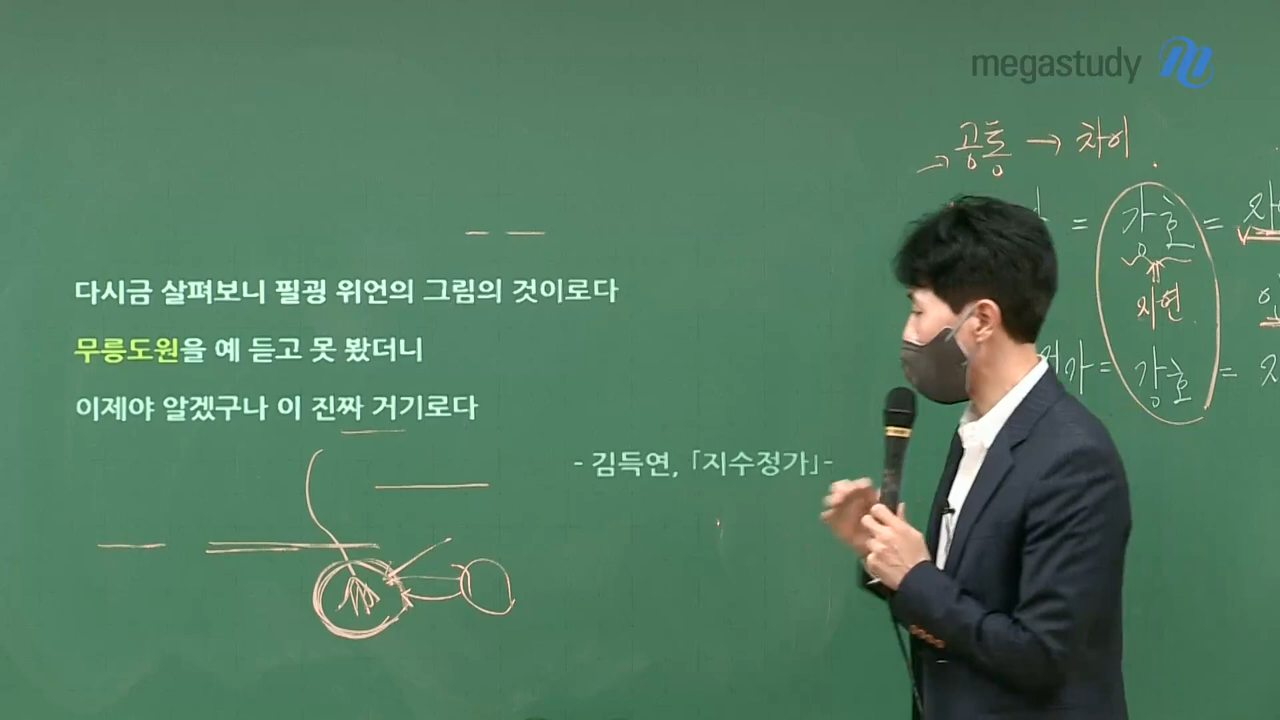 megastudy
공통 → 차이
= 강호 =
자연
다시금 살펴보니 필굉 위언의 그림의 것이로다
무릉도원을 예 듣고 못 봤더니
= 강호 =
이제야 알겠구나 이 진짜 거기로다
- 김득연, 「지수정가」-